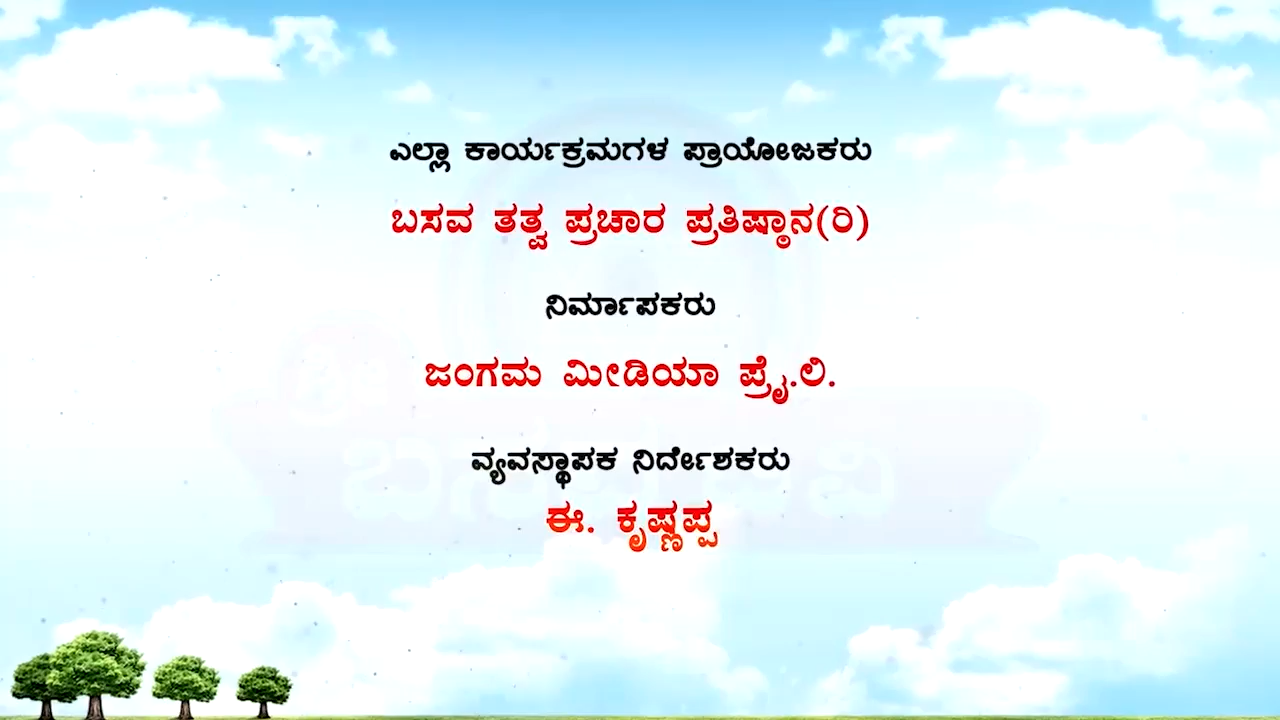 ಎಲ್ಲಾ ಕಾರ್ಯಕ್ರಮಗಳ ಪ್ರಾಯೋಜಕರು
ಬಸವ ತತ್ವ ಪ್ರಚಾರ ಪ್ರತಿಷ್ಠಾನ(ರಿ)
ನಿರ್ಮಾಪಕರು
ಜಂಗಮ ಮೀಡಿಯಾ ಪ್ರೈ.ಲಿ.
ವ್ಯವಸ್ಥಾಪಕ ನಿರ್ದೇಶಕರು
ಈ. ಕೃಷ್ಣಪ್ಪ